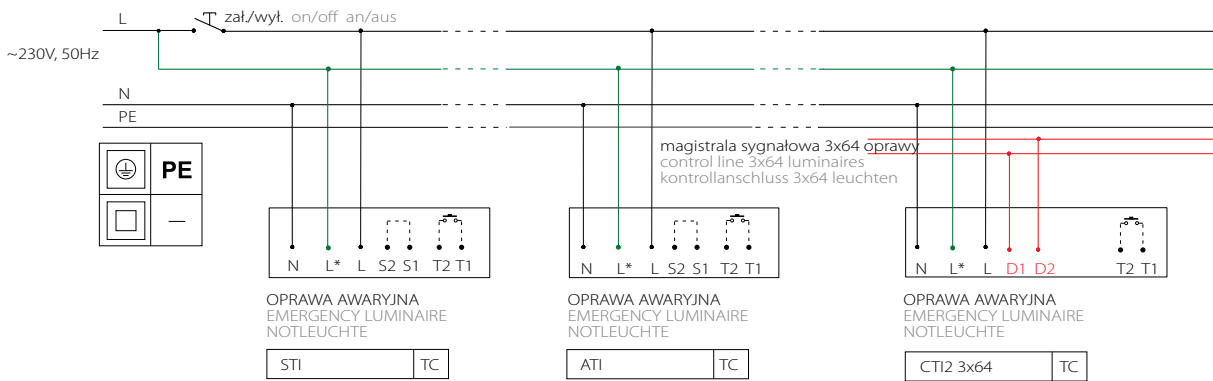 L
zał./wył. on/off an/aus
~230V, 50Hz
N
PE
magistrala sygnałowa 3x64 oprawy
control line 3x64 luminaires
kontrollanschluss 3x64 leuchten
PE
–
N L* L S2 S1 T2 T1
N L* L S2 S1 T2 T1
N L* L D1 D2 T2 T1
OPRAWA AWARYJNA
EMERGENCY LUMINAIRE
NOTLEUCHTE
STI TC
OPRAWA AWARYJNA
EMERGENCY LUMINAIRE
NOTLEUCHTE
ATI TC
OPRAWA AWARYJNA
EMERGENCY LUMINAIRE
NOTLEUCHTE
CTI2 3x64 TC